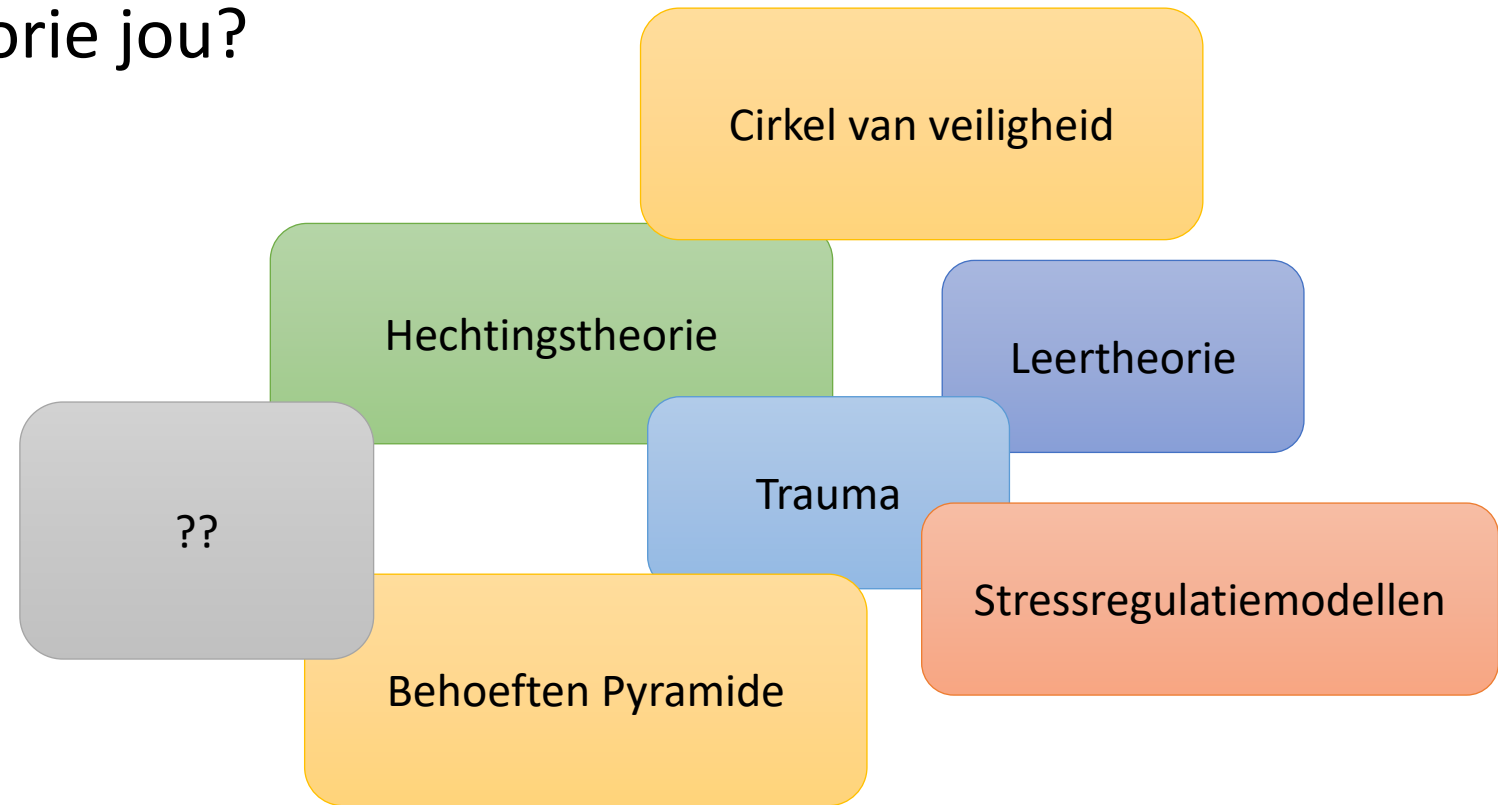 orie jou?
Cirkel van veiligheid
Hechtingstheorie
Leertheorie
Trauma
??
Stressregulatiemodellen
Behoeften Pyramide